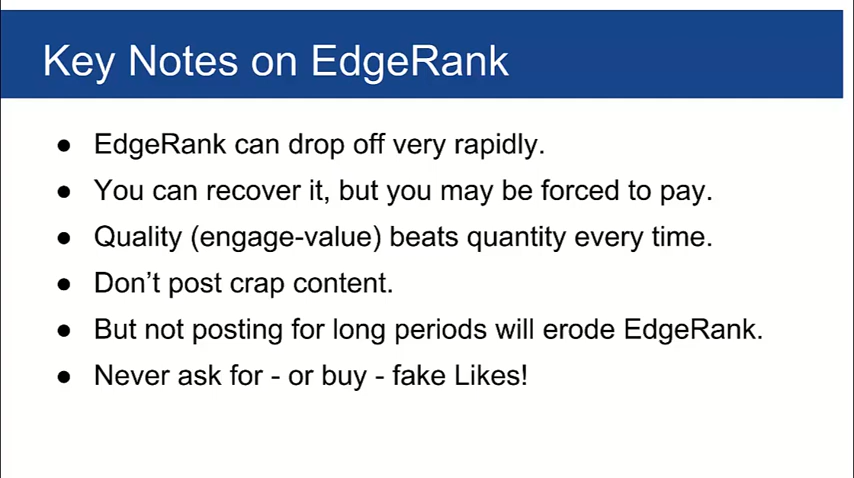 Key Notes on EdgeRank
● EdgeRank can drop off very rapidly.
● You can recover it, but you may be forced to pay.
● Quality (engage-value) beats quantity every time.
● Don't post crap content.
● But not posting for long periods will erode EdgeRank.
● Never ask for - or buy - fake Likes!